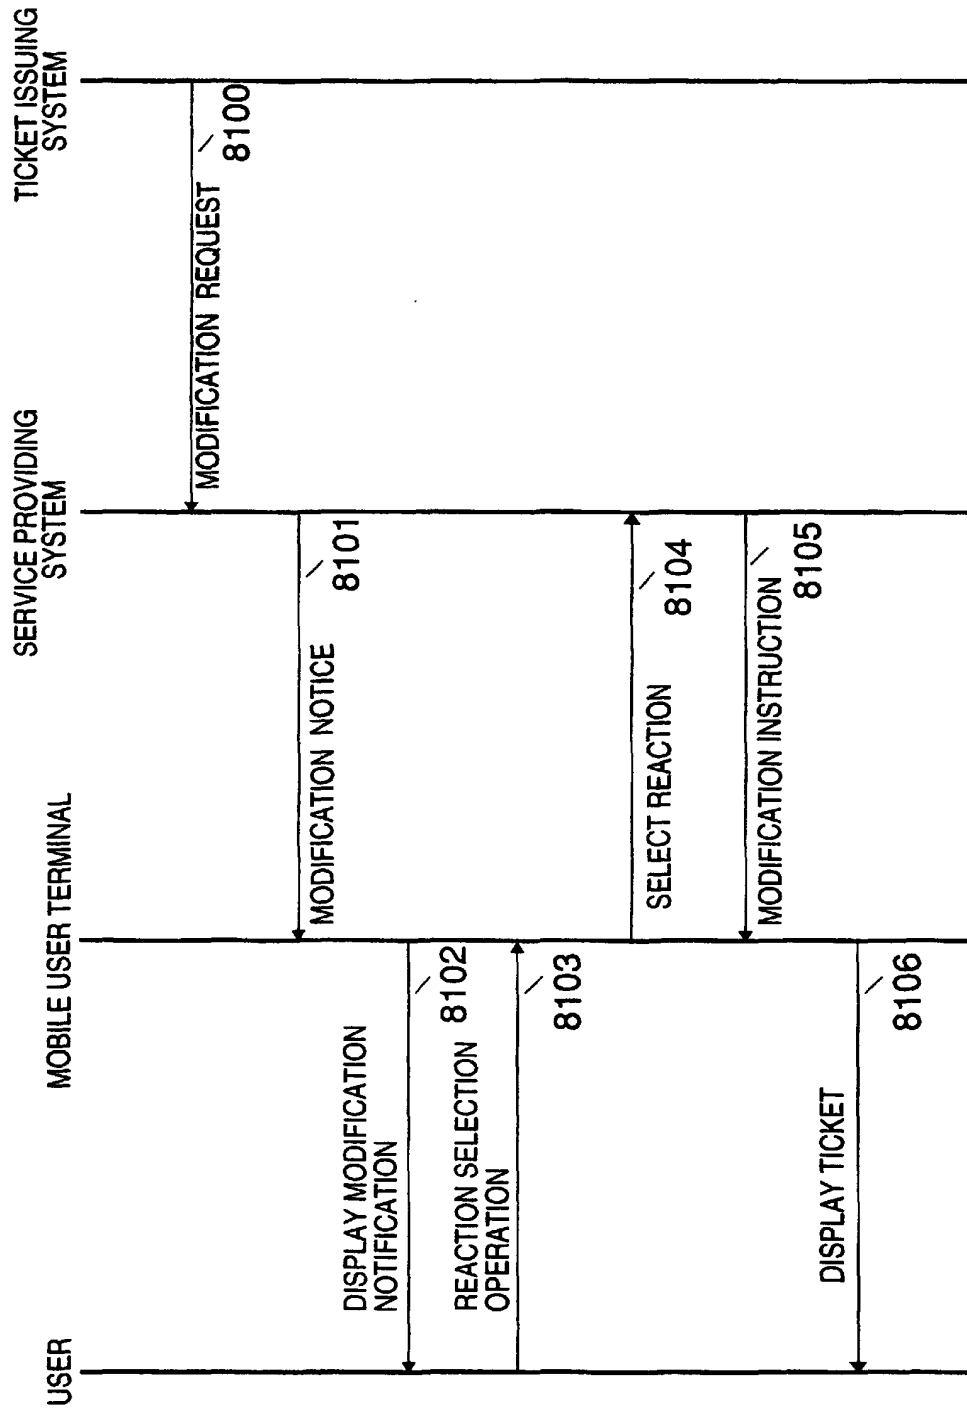 USER
MOBILE USER TERMINAL
SERVICE PROVIDING
SYSTEM
TICKET ISSUING
SYSTEM
MODIFICATION REQUEST
8100
MODIFICATION NOTICE
8101
DISPLAY MODIFICATION
NOTIFICATION
8102
REACTION SELECTION
OPERATION
8103
SELECT REACTION
8104
MODIFICATION INSTRUCTION
8105
DISPLAY TICKET
8106